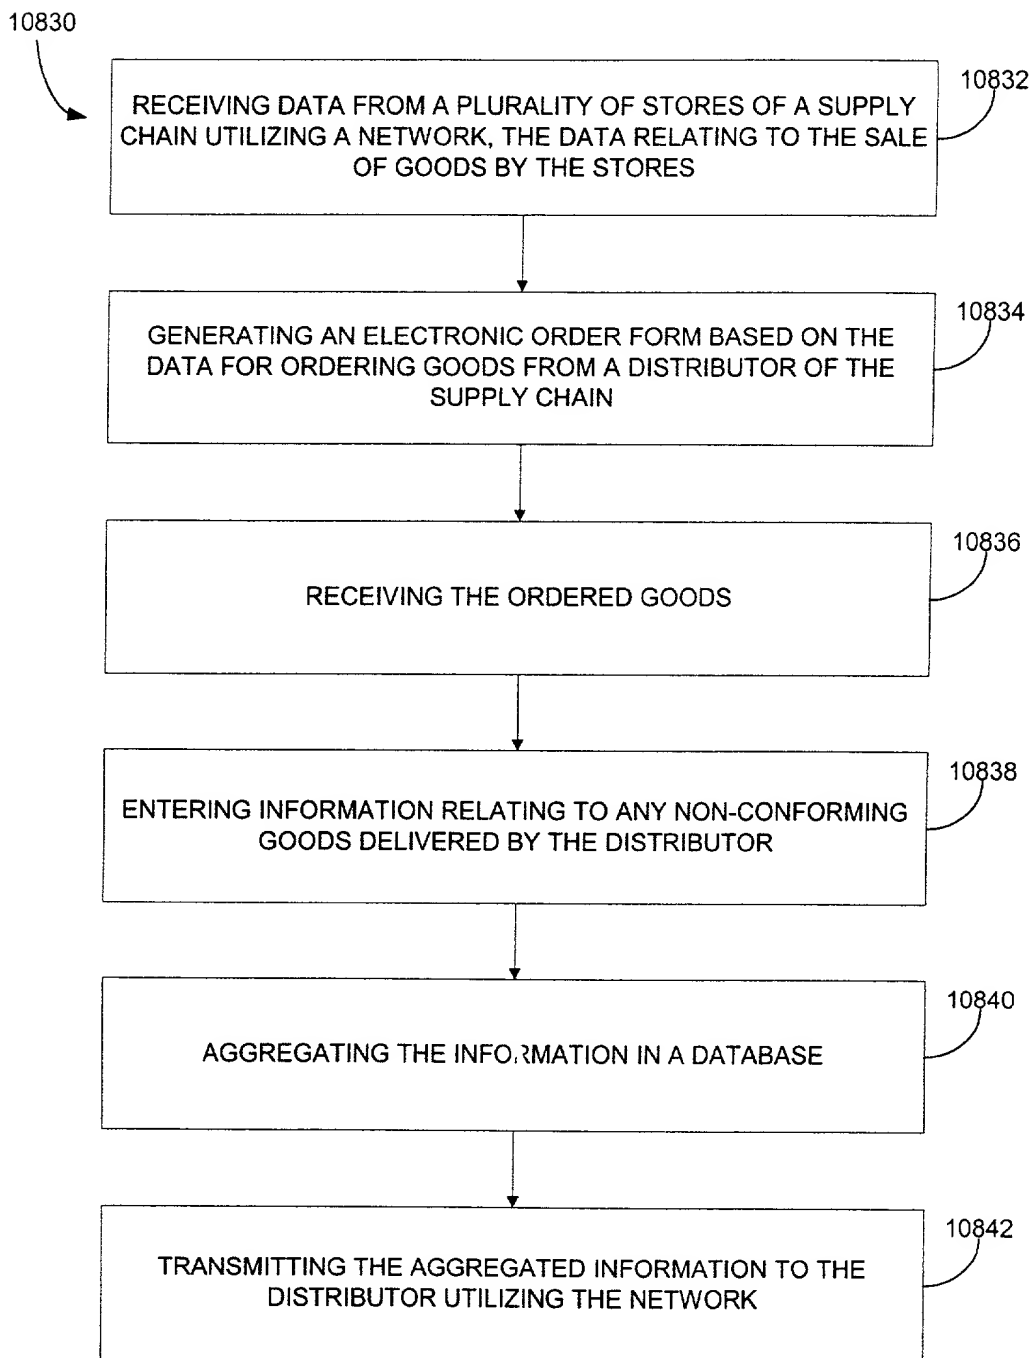 10830
10832
RECEIVING DATA FROM A PLURALITY OF STORES OF A SUPPLY
CHAIN UTILIZING A NETWORK, THE DATA RELATING TO THE SALE
OF GOODS BY THE STORES
10834
GENERATING AN ELECTRONIC ORDER FORM BASED ON THE
DATA FOR ORDERING GOODS FROM A DISTRIBUTOR OF THE
SUPPLY CHAIN
10836
RECEIVING THE ORDERED GOODS
10838
ENTERING INFORMATION RELATING TO ANY NON-CONFORMING
GOODS DELIVERED BY THE DISTRIBUTOR
10840
AGGREGATING THE INFORMATION IN A DATABASE
10842
TRANSMITTING THE AGGREGATED INFORMATION TO THE
DISTRIBUTOR UTILIZING THE NETWORK